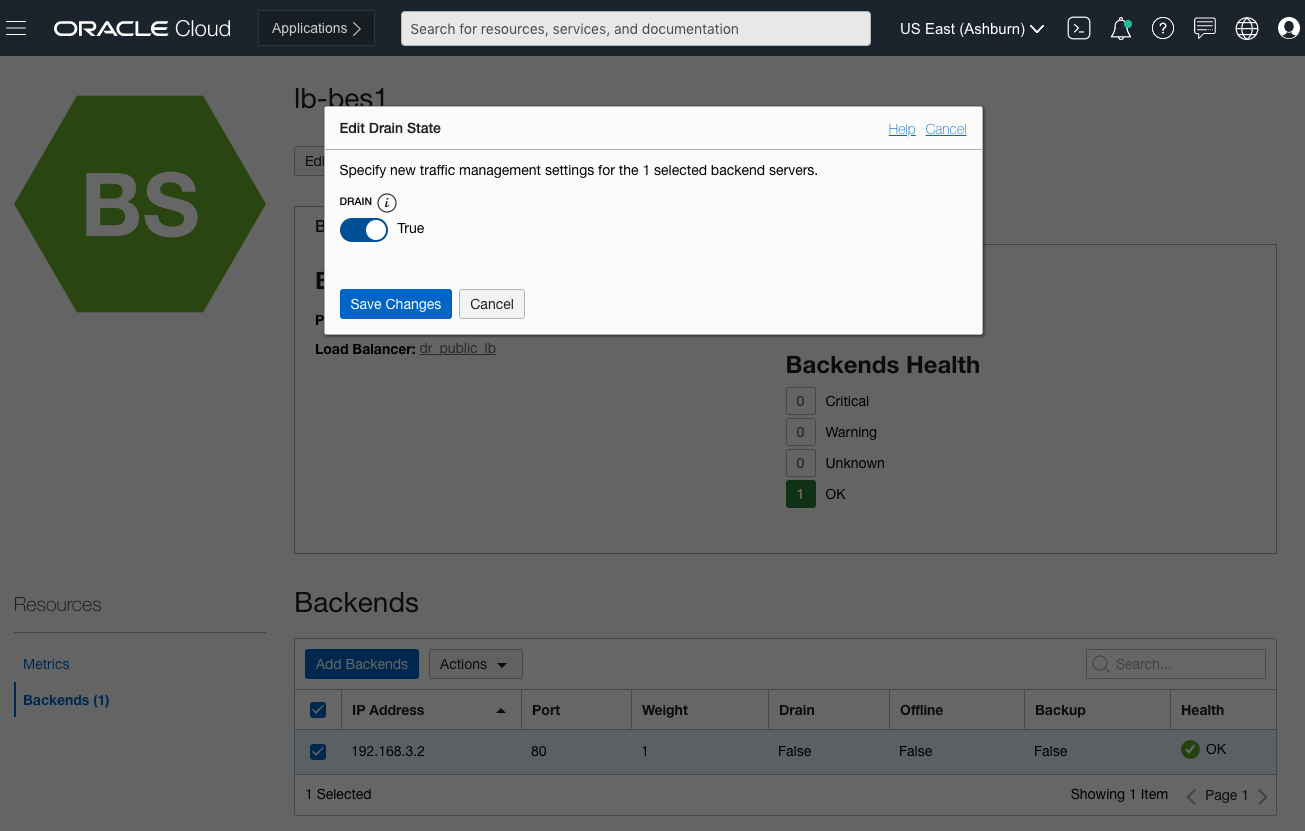 ORACLE Cloud
Applications
Search for resources, services, and documentation
US East (Ashburn)
lb-bes1
BS
Edit Drain State
Help
Cancel
Specify new traffic management settings for the 1 selected backend servers.
DRAIN
True
Save Changes
Cancel
Load Balancer: dr_public_lb
Backends Health
0 Critical
0 Warning
0 Unknown
1 OK
Resources
Metrics
Backends (1)
Backends
Add Backends
Actions
Search...
IP Address Port Weight Drain Offline Backup Health
192.168.3.2 80 1 False False False OK
1 Selected
Showing 1 Item
Page 1